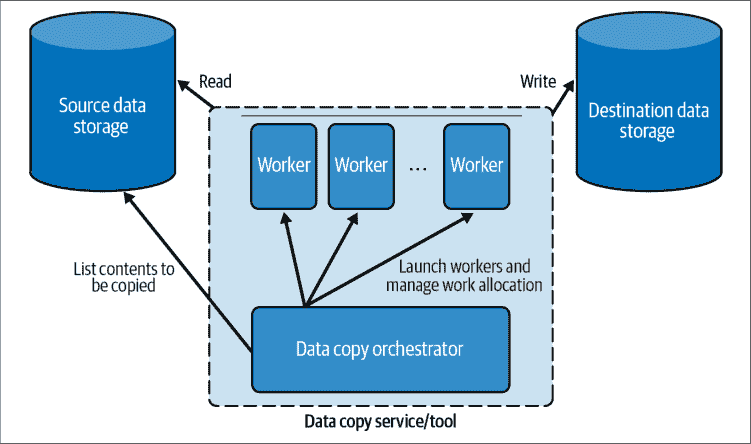 Source data
storage
Read
Write
Destination data
storage
Worker
Worker
...
Worker
List contents to
be copied
Launch workers and
manage work allocation
Data copy orchestrator
Data copy service/tool